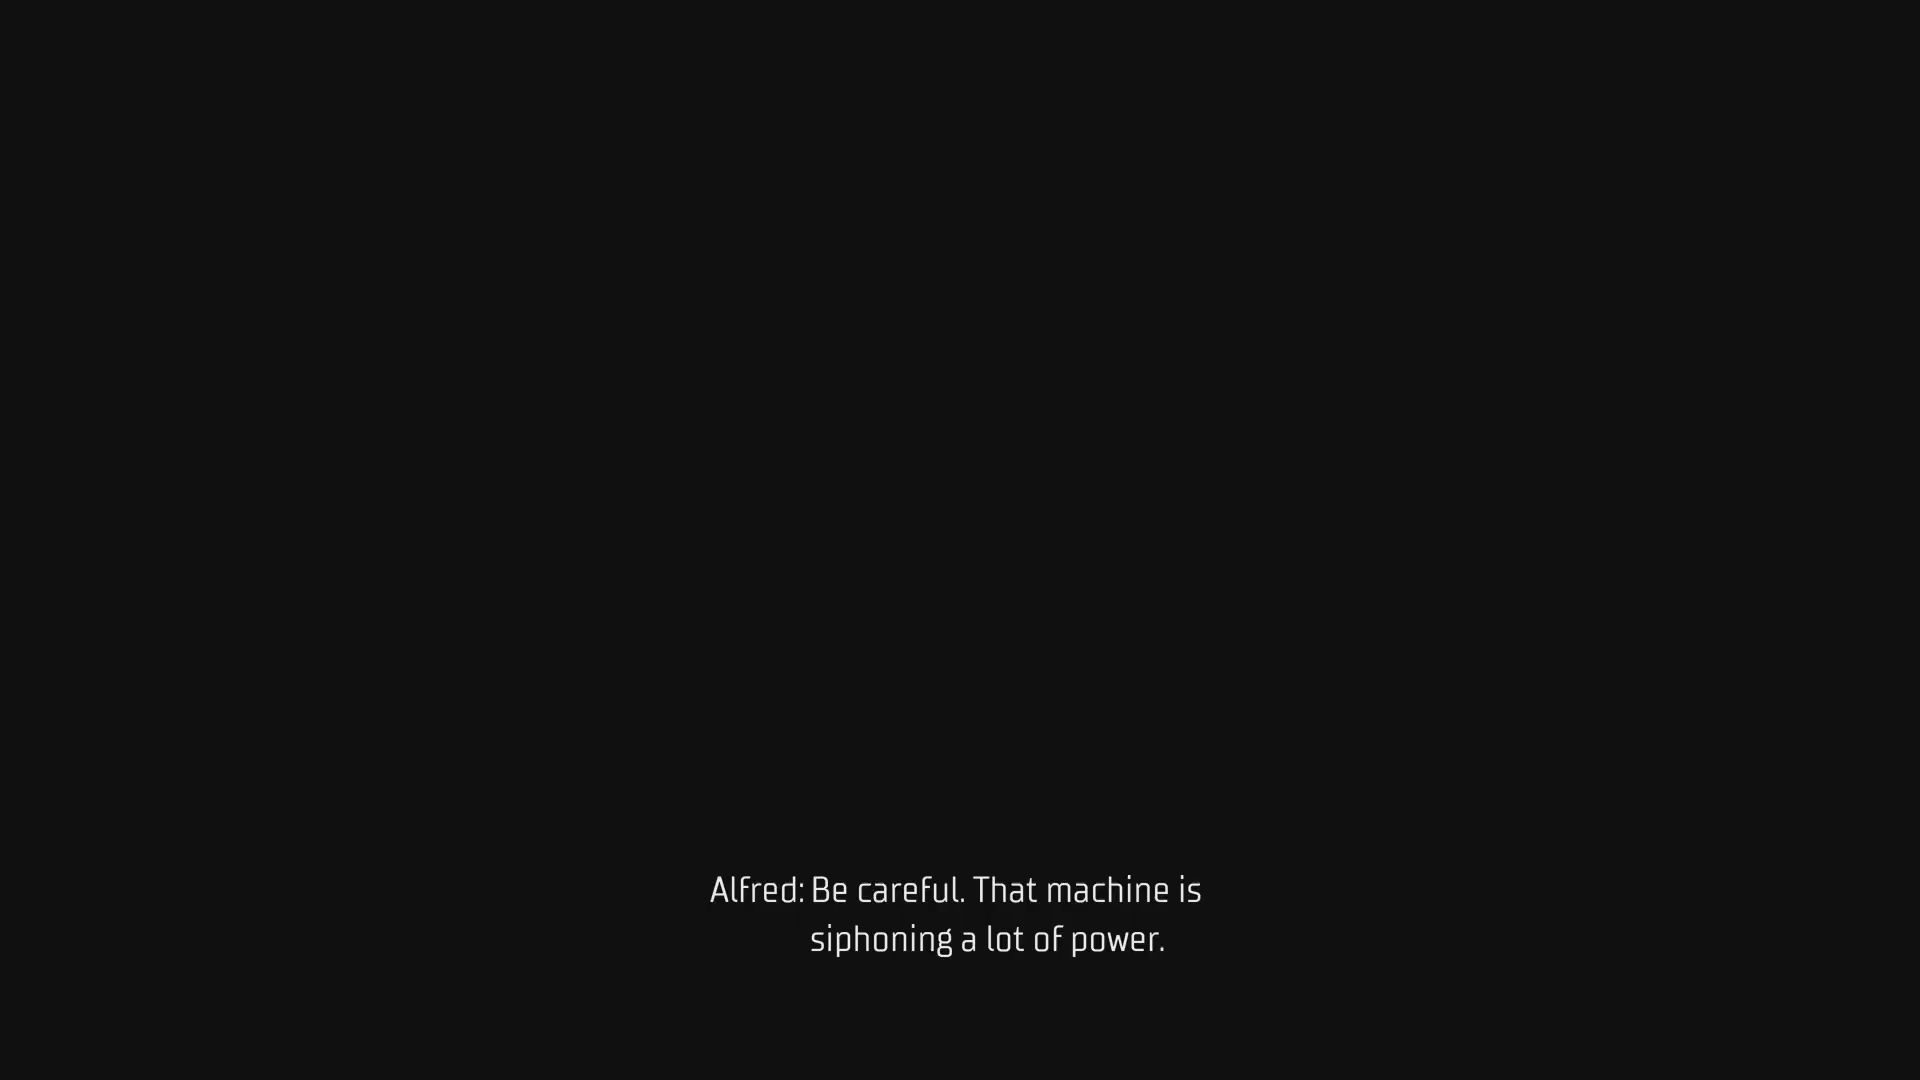 Alfred: Be careful. That machine is
siphoning a lot of power.